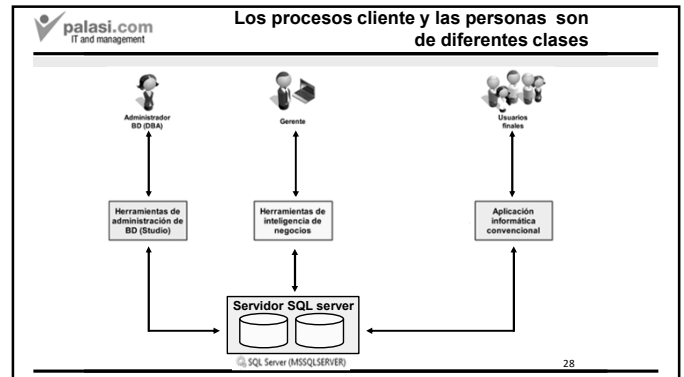 palasi.com
IT and management
Los procesos cliente y las personas son
de diferentes clases
Administrador
BD (DBA)
Gerente
Usuarios
finales
Herramientas de
administración de
BD (Studio)
Herramientas de
inteligencia de
negocios
Aplicación
informática
convencional
Servidor SQL server
SQL Server (MSSQLSERVER)
28